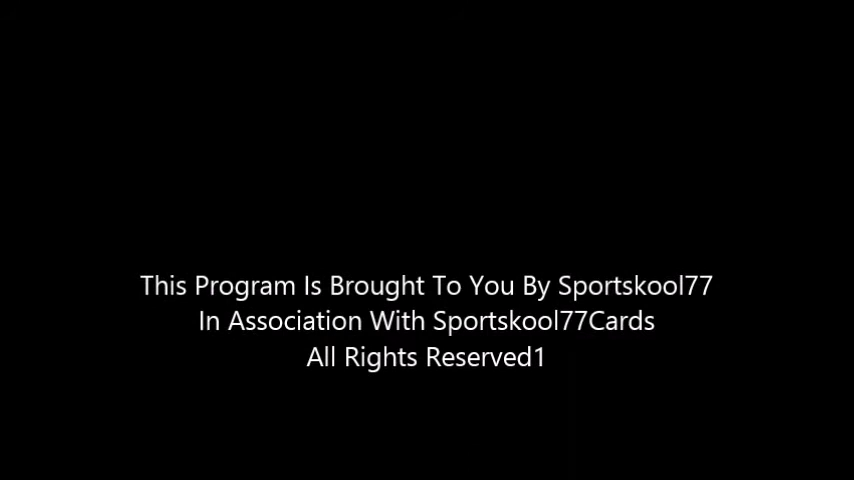 This Program Is Brought To You By Sportskool77
In Association With Sportskool77Cards
All Rights Reserved1